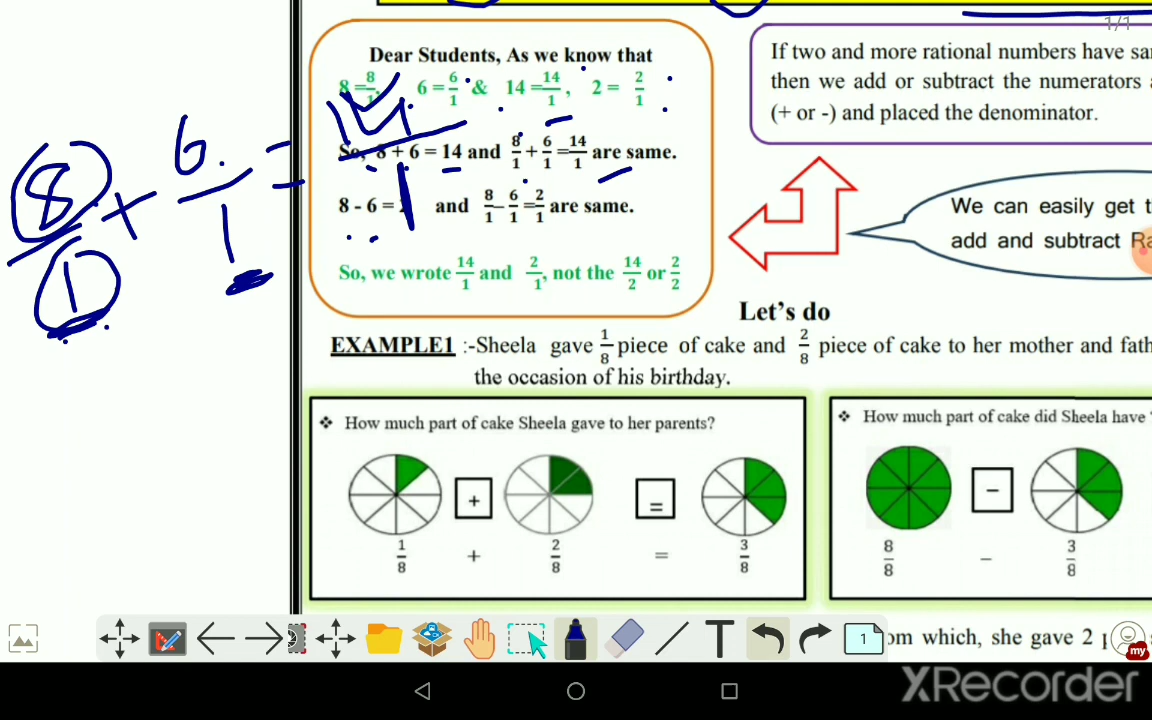 1/1
Dear Students, As we know that
8 = 8/1, 6 = 6/1 & 14 = 14/1, 2 = 2/1
So, 8 + 6 = 14 and 8/1 + 6/1 = 14/1 are same.
8 - 6 = and 8/1 - 6/1 = 2/1 are same.
So, we wrote 14/1 and 2/1, not the 14/2 or 2/2
8/1 + 6/1 = 14/1
If two and more rational numbers have
then we add or subtract the numerators
(+ or -) and placed the denominator.
We can easily get
add and subtract
Let's do
EXAMPLE1 :-Sheela gave 1/8 piece of cake and 2/8 piece of cake to her mother and
the occasion of his birthday.
❖ How much part of cake Sheela gave to her parents?
+ =
1/8 + 2/8 = 3/8
❖ How much part of cake did Sheela have
-
8/8 - 3/8
which, she gave 2
T 1 my
XRecorder